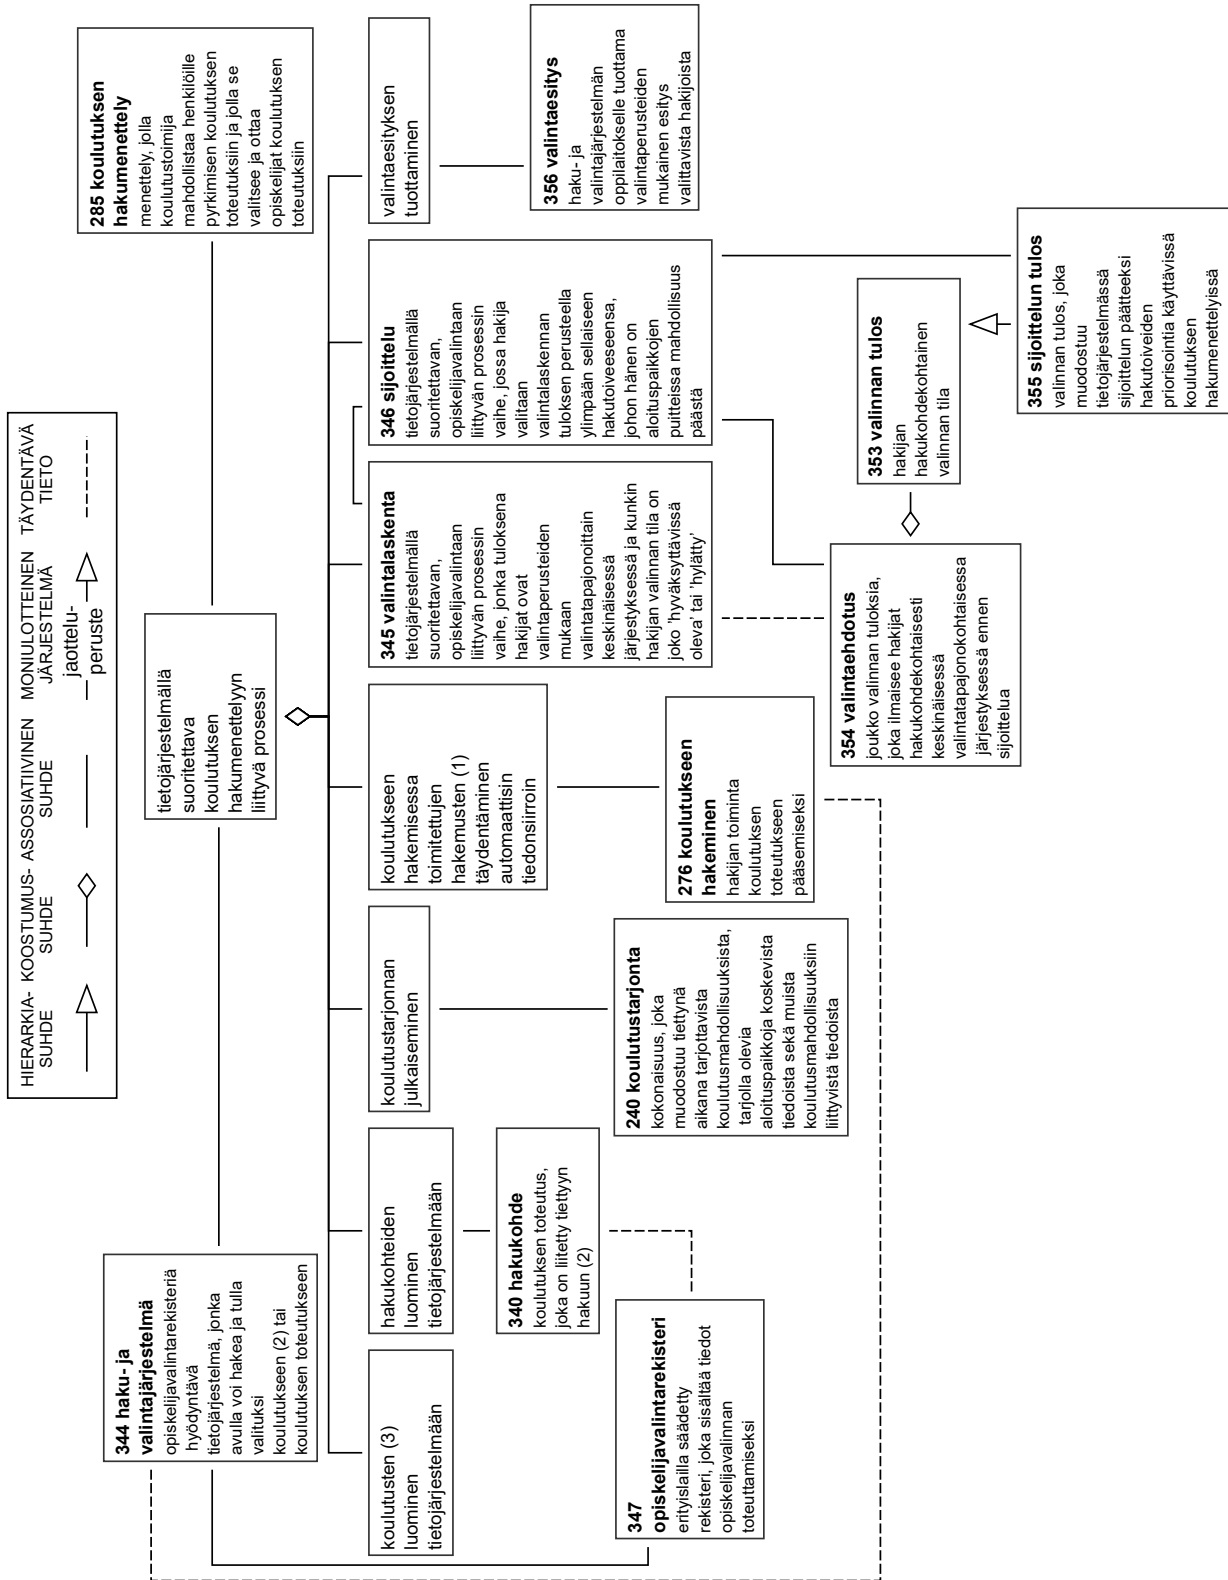 HIERARKIA-
SUHDE
KOOSTUMUS-
SUHDE
ASSOSIATIIVINEN
SUHDE
MONIULOTTEINEN
JÄRJESTELMÄ
jaottelu-
peruste
TÄYDENTÄVÄ
TIETO
344 haku- ja
valintajärjestelmä
opiskelijavalintarekisteriä
hyödyntävä
tietojärjestelmä, jonka
avulla voi hakea ja tulla
valituksi
koulutukseen (2) tai
koulutuksen toteutukseen
tietojärjestelmällä
suoritettava
koulutuksen
hakumenettelyyn
liittyvä prosessi
285 koulutuksen
hakumenettely
menettely, jolla
koulutustoimija
mahdollistaa henkilöille
pyrkimisen koulutuksen
toteutuksiin ja jolla se
valitsee ja ottaa
opiskelijat koulutuksen
toteutuksiin
koulutusten (3)
luominen
tietojärjestelmään
hakukohteiden
luominen
tietojärjestelmään
koulutustarjonnan
julkaiseminen
koulutukseen
hakemisessa
toimitettujen
hakemusten (1)
täydentäminen
automaattisin
tiedonsiirroin
345 valintalaskenta
tietojärjestelmällä
suoritettavan,
opiskelijavalintaan
liittyvän prosessin
vaihe, jonka tuloksena
hakijat ovat
valintaperusteiden
mukaan
valintatapajonoittain
keskinäisessä
järjestyksessä ja kunkin
hakijan valinnan tila on
joko ’hyväksyttävissä
oleva’ tai ’hylätty’
346 sijoittelu
tietojärjestelmällä
suoritettavan,
opiskelijavalintaan
liittyvän prosessin
vaihe, jossa hakija
valitaan
valintalaskennan
tuloksen perusteella
ylimpään sellaiseen
hakutoiveeseensa,
johon hänen on
aloituspaikkojen
puitteissa mahdollisuus
päästä
valintaesityksen
tuottaminen
347
opiskelijavalintarekisteri
erityislailla säädetty
rekisteri, joka sisältää tiedot
opiskelijavalinnan
toteuttamiseksi
340 hakukohde
koulutuksen toteutus,
joka on liitetty tiettyyn
hakuun (2)
240 koulutustarjonta
kokonaisuus, joka
muodostuu tiettynä
aikana tarjottavista
koulutusmahdollisuuksista,
tarjolla olevia
aloituspaikkoja koskevista
tiedoista sekä muista
koulutusmahdollisuuksiin
liittyvistä tiedoista
276 koulutukseen
hakeminen
hakijan toiminta
koulutuksen
toteutukseen
pääsemiseksi
356 valintaesitys
haku- ja
valintajärjestelmän
oppilaitokselle tuottama
valintaperusteiden
mukainen esitys
valittavista hakijoista
354 valintaehdotus
joukko valinnan tuloksia,
joka ilmaisee hakijat
hakukohdekohtaisesti
keskinäisessä
valintatapajonokohtaisessa
järjestyksessä ennen
sijoittelua
353 valinnan tulos
hakijan
hakukohdekohtainen
valinnan tila
355 sijoittelun tulos
valinnan tulos, joka
muodostuu
tietojärjestelmässä
sijoittelun päätteeksi
hakutoiveiden
priorisointia käyttävissä
koulutuksen
hakumenettelyissä